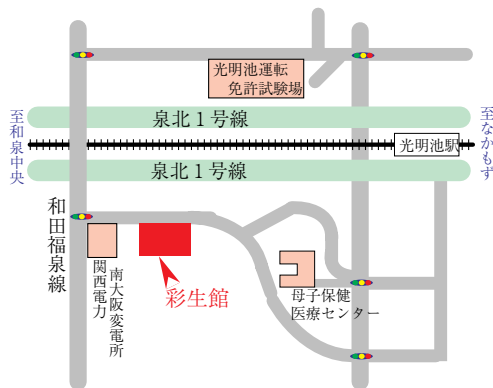 光明池運転
免許試験場
泉北1号線
至和泉中央
光明池駅
至なかもず
泉北1号線
和田福泉線
関西電力
南大阪変電所
彩生館
母子保健
医療センター